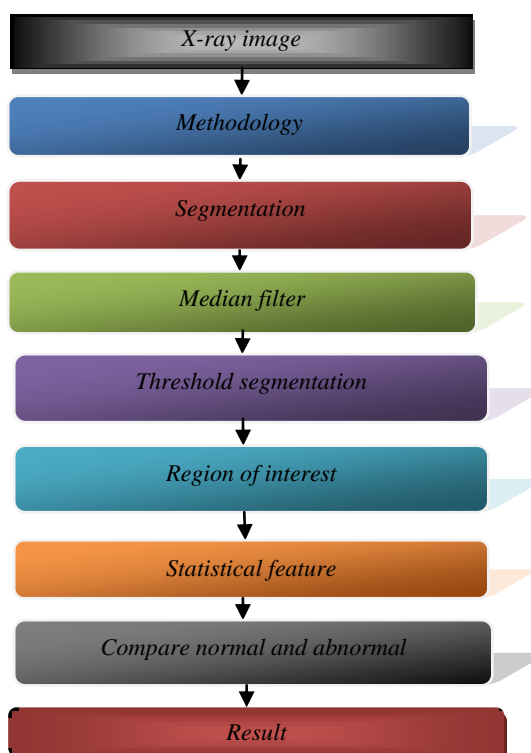 X-ray image
Methodology
Segmentation
Median filter
Threshold segmentation
Region of interest
Statistical feature
Compare normal and abnormal
Result